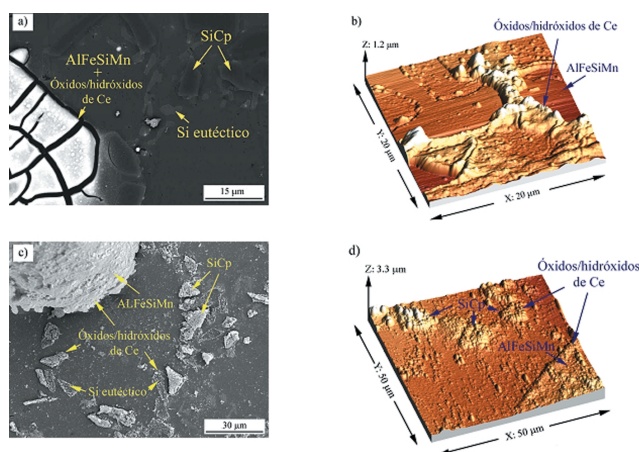 a)
SiCp
AlFeSiMn
+
Óxidos/hidróxidos
de Ce
Si eutéctico
15 µm
b)
Z: 1.2 µm
Óxidos/hidróxidos de Ce
AlFeSiMn
Y: 20 µm
X: 20 µm
c)
SiCp
ALFeSiMn
Óxidos/hidróxidos
de Ce
Si eutéctico
30 µm
d)
Z: 3.3 µm
Óxidos/hidróxidos
de Ce
SiCp
AlFeSiMn
Y: 50 µm
X: 50 µm